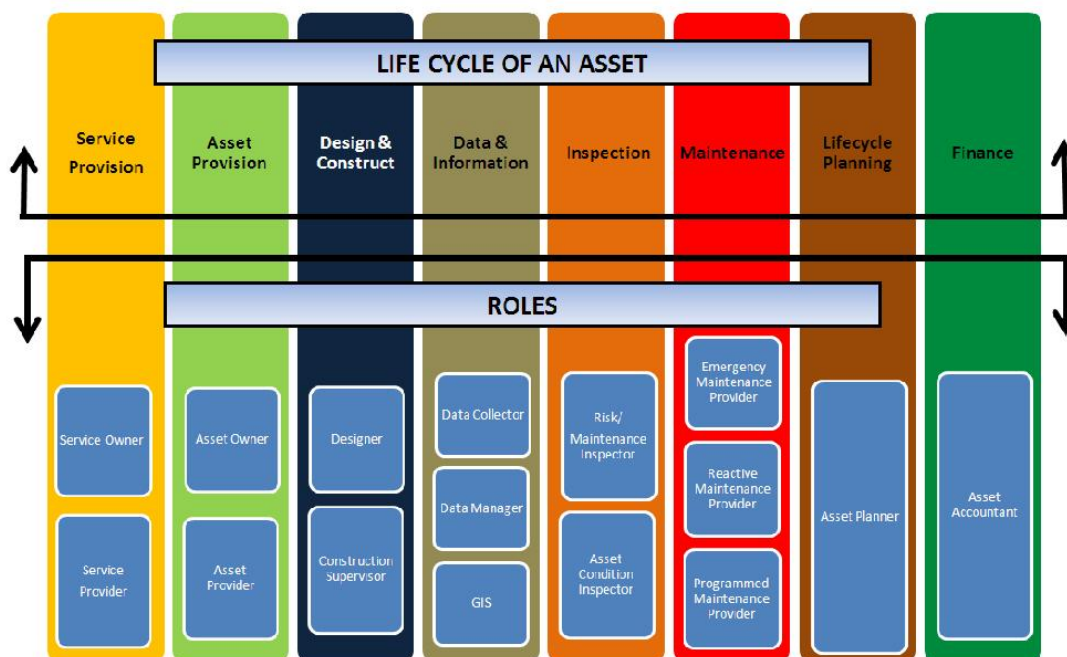 LIFE CYCLE OF AN ASSET
Service
Provision
Asset
Provision
Design &
Construct
Data &
Information
Inspection
Maintenance
Lifecycle
Planning
Finance
ROLES
Service Owner
Service
Provider
Asset Owner
Asset
Provider
Designer
Construction
Supervisor
Data Collector
Data Manager
GIS
Risk/
Maintenance
Inspector
Asset
Condition
Inspector
Emergency
Maintenance
Provider
Reactive
Maintenance
Provider
Programmed
Maintenance
Provider
Asset Planner
Asset
Accountant